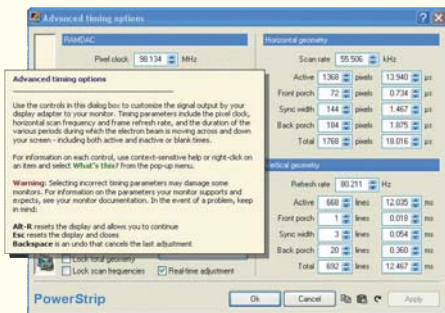 Advanced timing options
RAMDAC
Pixel clock 98.134 MHz
Advanced timing options
Use the controls in this dialog box to customize the signal output by your
display adapter to your monitor. Timing parameters include the pixel clock,
horizontal scan frequency and frame refresh rate, and the duration of the
various periods during which the electron beam is moving across and down
your screen - including both active and inactive or blank times.
For information on each control, use context-sensitive help or right-click on
an item and select What's this? from the pop-up menu.
Warning: Selecting incorrect timing parameters may damage some
monitors. For information on the parameters your monitor supports and
expects, see your monitor documentation. In the event of a problem, keep
in mind:
Alt-R resets the display and allows you to continue
Esc resets the display and closes
Backspace is an undo that cancels the last adjustment
Lock total geometry
Lock scan frequencies Real-time adjustment
Horizontal geometry
Scan rate 55.506 kHz
Active 1368 pixels 13.940 µs
Front porch 72 pixels 0.734 µs
Sync width 144 pixels 1.467 µs
Back porch 184 pixels 1.875 µs
Total 1768 pixels 18.016 µs
Vertical geometry
Refresh rate 80.211 Hz
Active 668 lines 12.035 ms
Front porch 1 lines 0.018 ms
Sync width 3 lines 0.054 ms
Back porch 20 lines 0.360 ms
Total 692 lines 12.467 ms
PowerStrip
Ok Cancel Apply